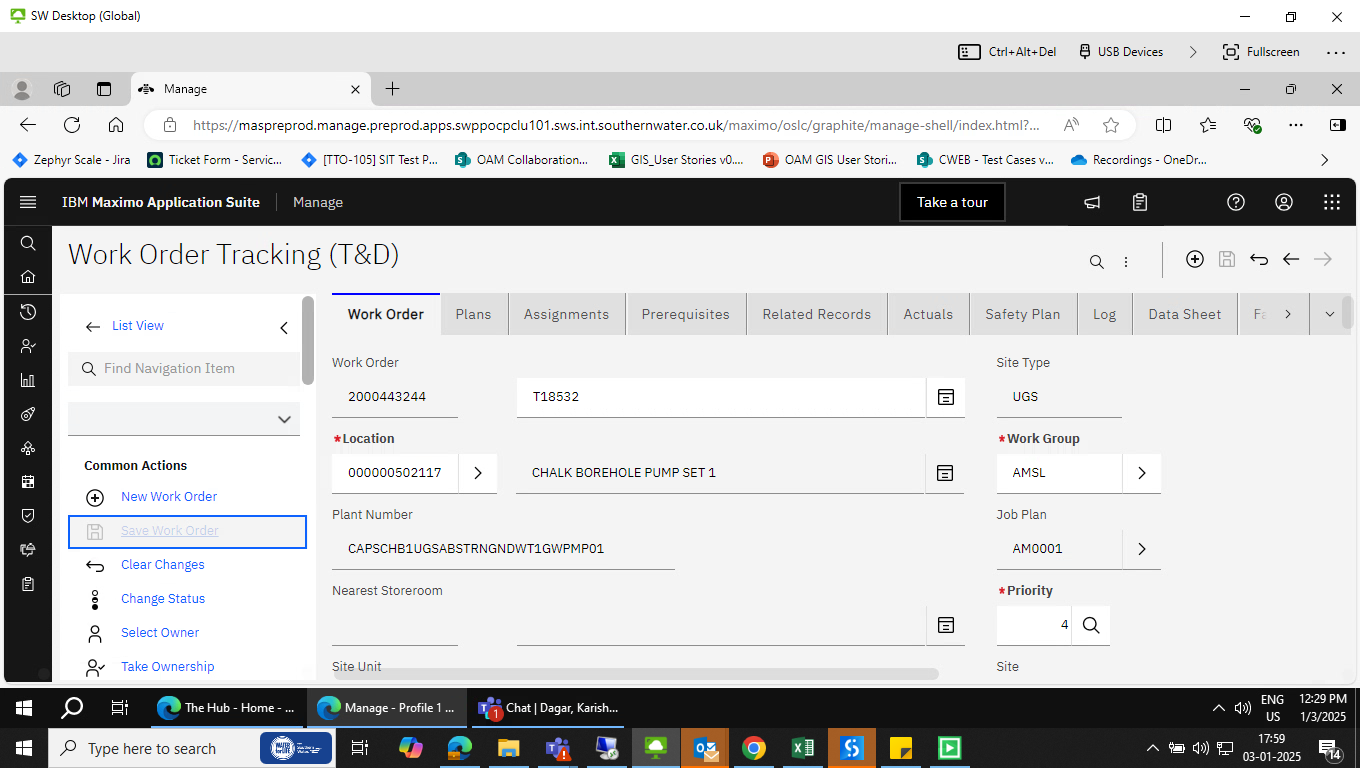 SW Desktop (Global)
Ctrl+Alt+Del
USB Devices
Fullscreen
Manage
https://maspreprod.manage.preprod.apps.swppocpclu101.sws.int.southernwater.co.uk/maximo/oslc/graphite/manage-shell/index.html?...
Zephyr Scale - Jira
Ticket Form - Servic...
[TTO-105] SIT Test P...
OAM Collaboration...
GIS_User Stories v0....
OAM GIS User Stori...
CWEB - Test Cases v...
Recordings - OneDr...
IBM Maximo Application Suite
Manage
Take a tour
Work Order Tracking (T&D)
List View
Find Navigation Item
Common Actions
New Work Order
Save Work Order
Clear Changes
Change Status
Select Owner
Take Ownership
Work Order
Plans
Assignments
Prerequisites
Related Records
Actuals
Safety Plan
Log
Data Sheet
Work Order
2000443244
T18532
Site Type
UGS
*Location
000000502117
CHALK BOREHOLE PUMP SET 1
*Work Group
AMSL
Plant Number
CAPSCHB1UGSABSTRNGNDWT1GWPMP01
Job Plan
AM0001
Nearest Storeroom
*Priority
4
Site Unit
Site
The Hub - Home - ...
Manage - Profile 1 ...
1
Chat | Dagar, Karish...
ENG
US
12:29 PM
1/3/2025
Type here to search
17:59
03-01-2025
14